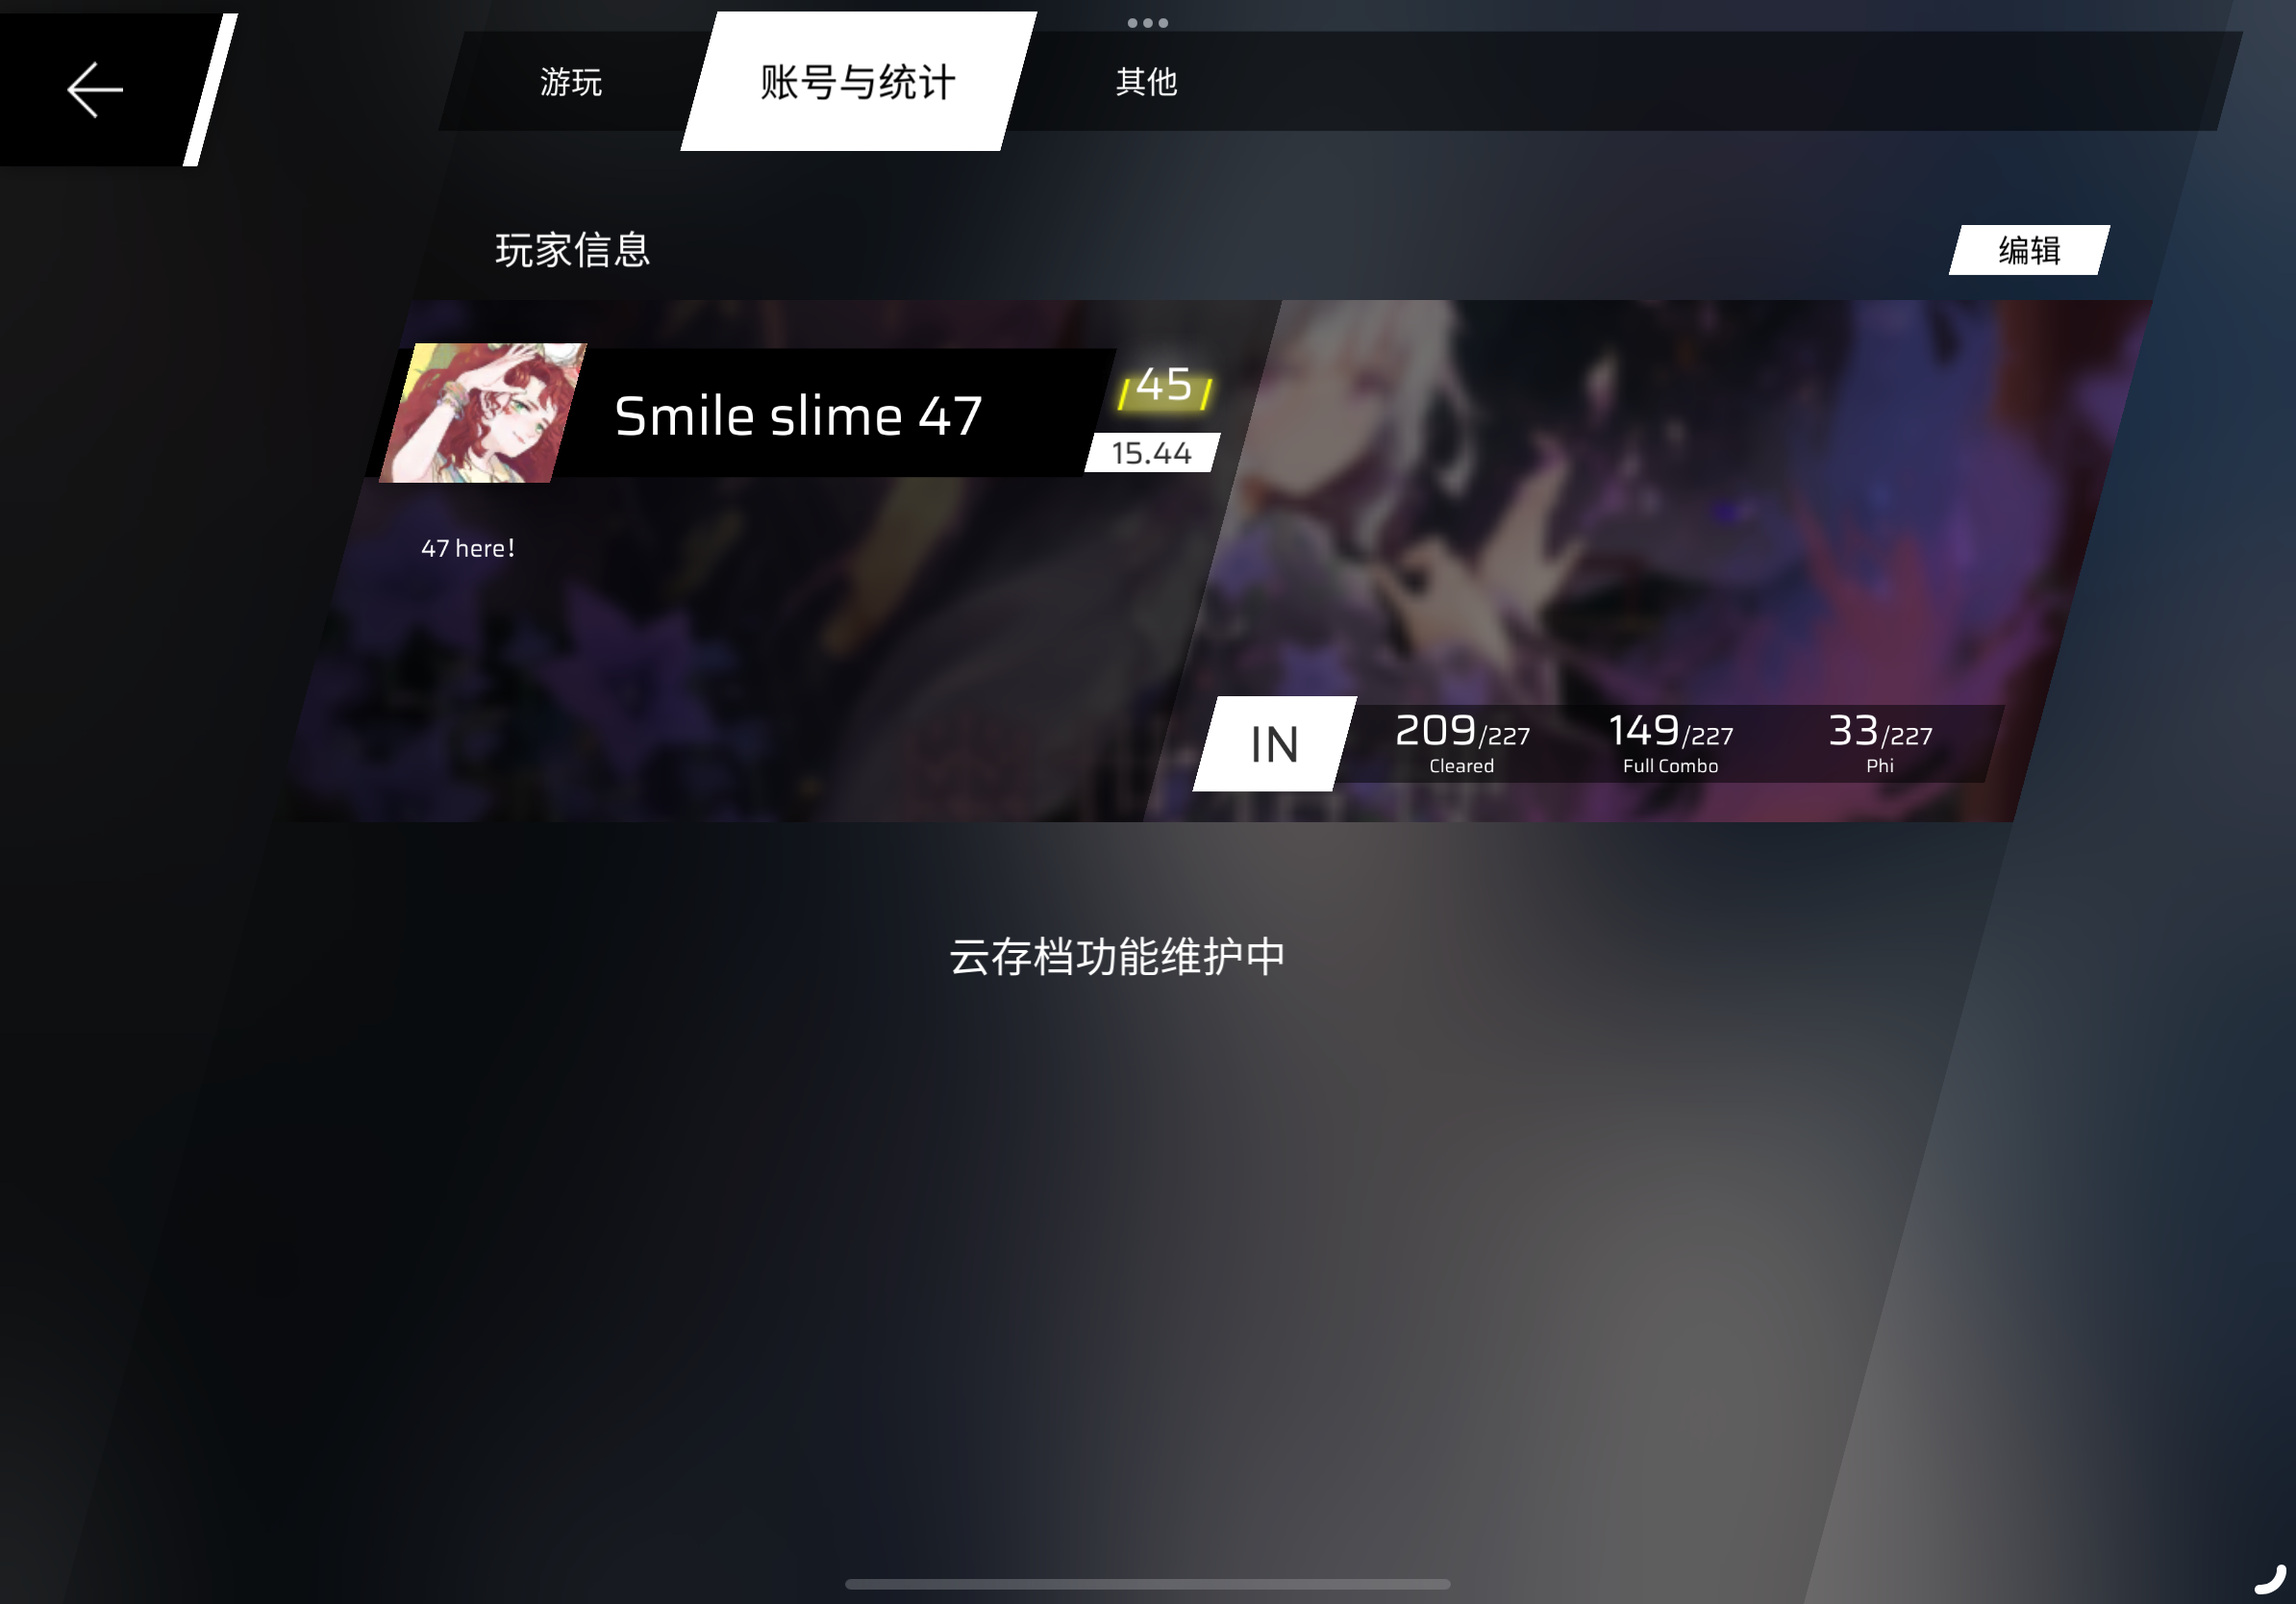 游玩
账号与统计
其他
玩家信息
编辑
Smile slime 47
45
15.44
47 here!
IN
209/227
Cleared
149/227
Full Combo
33/227
Phi
云存档功能维护中